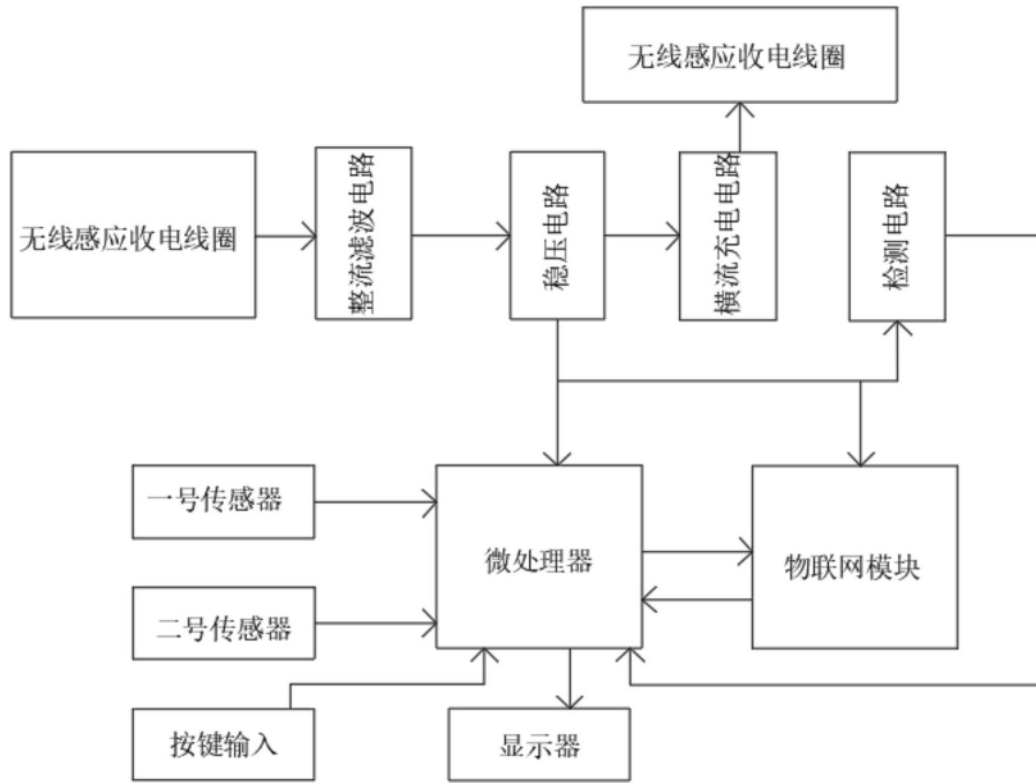 无线感应收电线圈
无线感应收电线圈
整流滤波电路
稳压电路
横流充电电路
检测电路
一号传感器
微处理器
物联网模块
二号传感器
按键输入
显示器